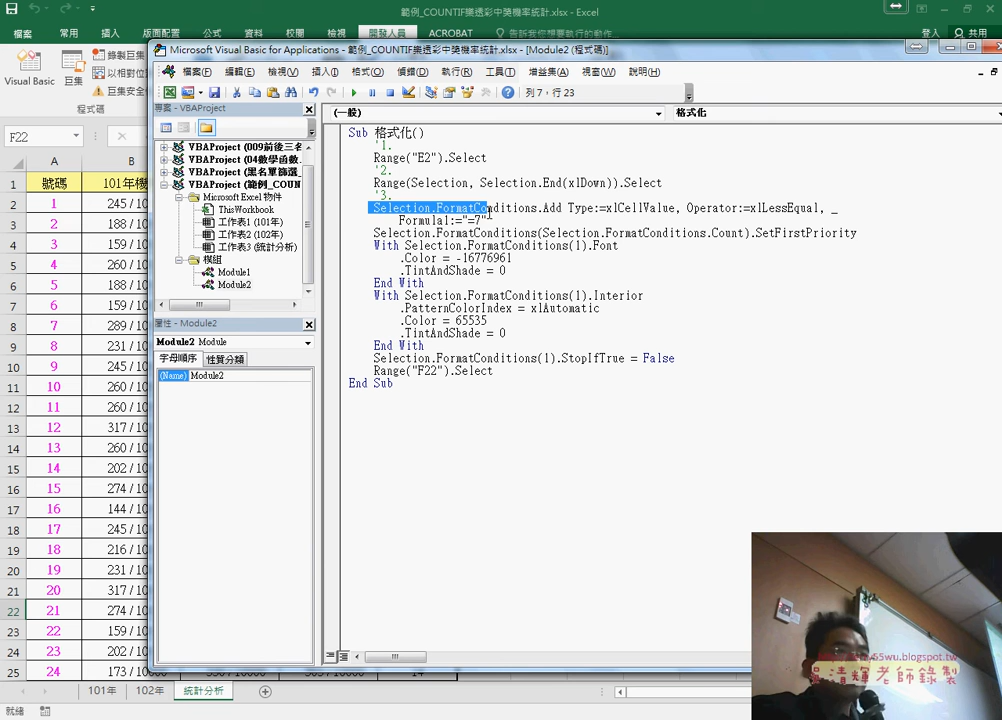 範例_COUNTIF樂透彩中獎機率統計.xlsx - Excel
檔案 常用 插入 版面配置 公式 資料 校閱 檢視 開發人員 ACROBAT 告訴我您想要執行的動作... 登入 共用
Visual Basic 巨集 錄製巨集
以相對位
巨集安全
程式碼
F22
Microsoft Visual Basic for Applications - 範例_COUNTIF樂透彩中獎機率統計.xlsx - [Module2 (程式碼)]
檔案(F) 編輯(E) 檢視(V) 插入(I) 格式(O) 偵錯(D) 執行(R) 工具(T) 增益集(A) 視窗(W) 說明(H)
列 7，行 23
專案 - VBAProject
VBAProject (009前後三名
VBAProject (04數學函數
VBAProject (黑名單篩選
VBAProject (範例_COUN
Microsoft Excel 物件
ThisWorkbook
工作表1 (101年)
工作表2 (102年)
工作表3 (統計分析)
模組
Module1
Module2
屬性 - Module2
Module2 Module
字母順序 性質分類
(Name) Module2
(一般) 格式化
Sub 格式化()
'1.
Range("E2").Select
'2.
Range(Selection, Selection.End(xlDown)).Select
'3.
Selection.FormatConditions.Add Type:=xlCellValue, Operator:=xlLessEqual, _
Formula1:="=7"
Selection.FormatConditions(Selection.FormatConditions.Count).SetFirstPriority
With Selection.FormatConditions(1).Font
.Color = -16776961
.TintAndShade = 0
End With
With Selection.FormatConditions(1).Interior
.PatternColorIndex = xlAutomatic
.Color = 65535
.TintAndShade = 0
End With
Selection.FormatConditions(1).StopIfTrue = False
Range("F22").Select
End Sub
A B
1 號碼 101年機
2 1 245 / 10
3 2 188 / 10
4 3 159 / 10
5 4 260 / 10
6 5 188 / 10
7 6 159 / 10
8 7 289 / 10
9 8 231 / 10
10 9 245 / 10
11 10 260 / 10
12 11 260 / 10
13 12 317 / 10
14 13 260 / 10
15 14 202 / 10
16 15 274 / 10
17 16 144 / 10
18 17 245 / 10
19 18 216 / 10
20 19 231 / 10
21 20 317 / 10
22 21 274 / 10
23 22 159 / 10
24 23 202 / 10
25 24 173 / 10000
101年 102年 統計分析
就緒
55wu.blogspot.tw
吳清輝老師錄製